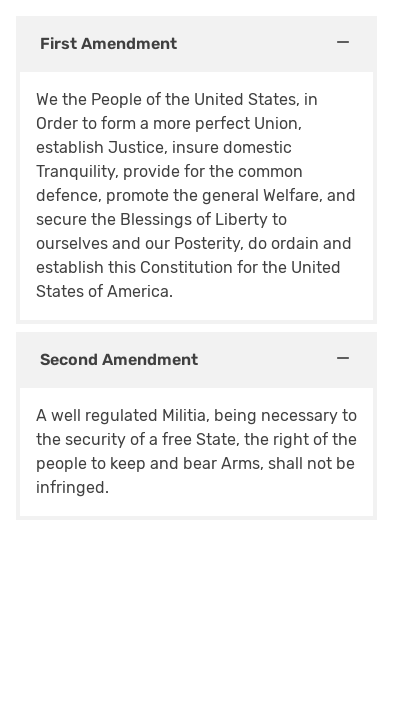 First Amendment
We the People of the United States, in
Order to form a more perfect Union,
establish Justice, insure domestic
Tranquility, provide for the common
defence, promote the general Welfare, and
secure the Blessings of Liberty to
ourselves and our Posterity, do ordain and
establish this Constitution for the United
States of America.
Second Amendment
A well regulated Militia, being necessary to
the security of a free State, the right of the
people to keep and bear Arms, shall not be
infringed.